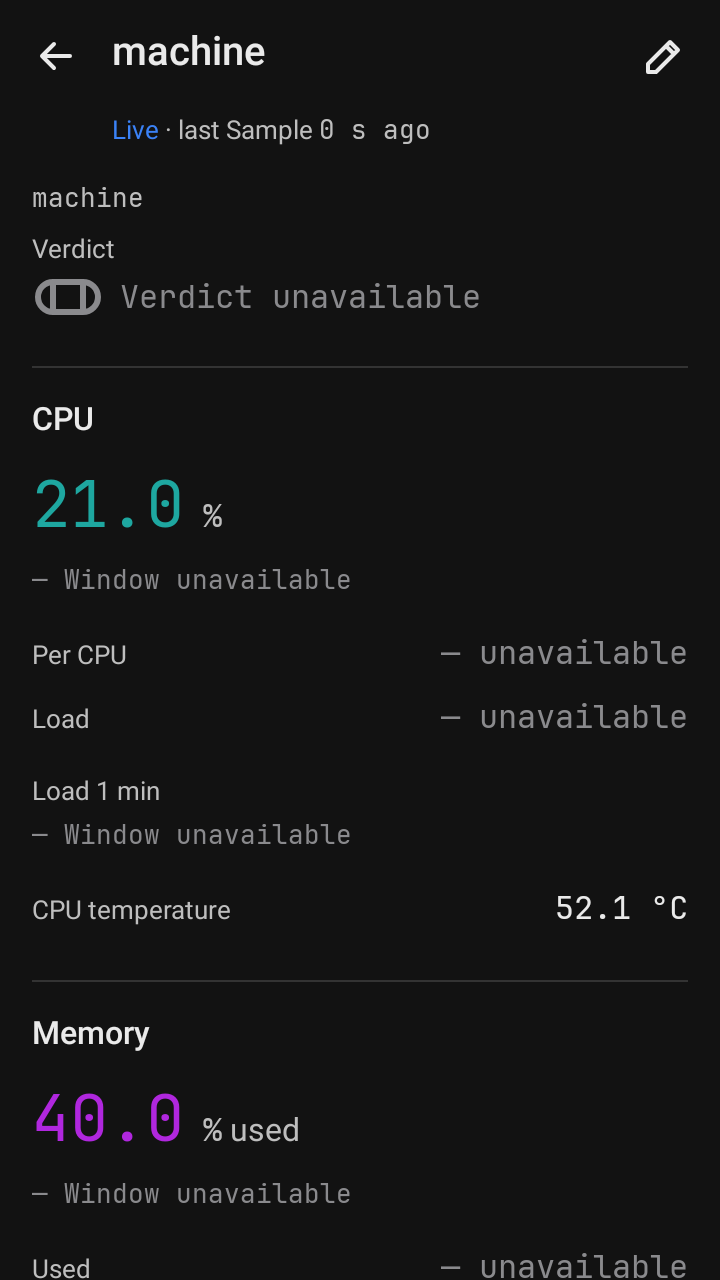 machine
Live · last Sample 0 s ago
machine
Verdict
Verdict unavailable
CPU
21.0 %
— Window unavailable
Per CPU — unavailable
Load — unavailable
Load 1 min
— Window unavailable
CPU temperature 52.1 °C
Memory
40.0 % used
— Window unavailable
Used — unavailable